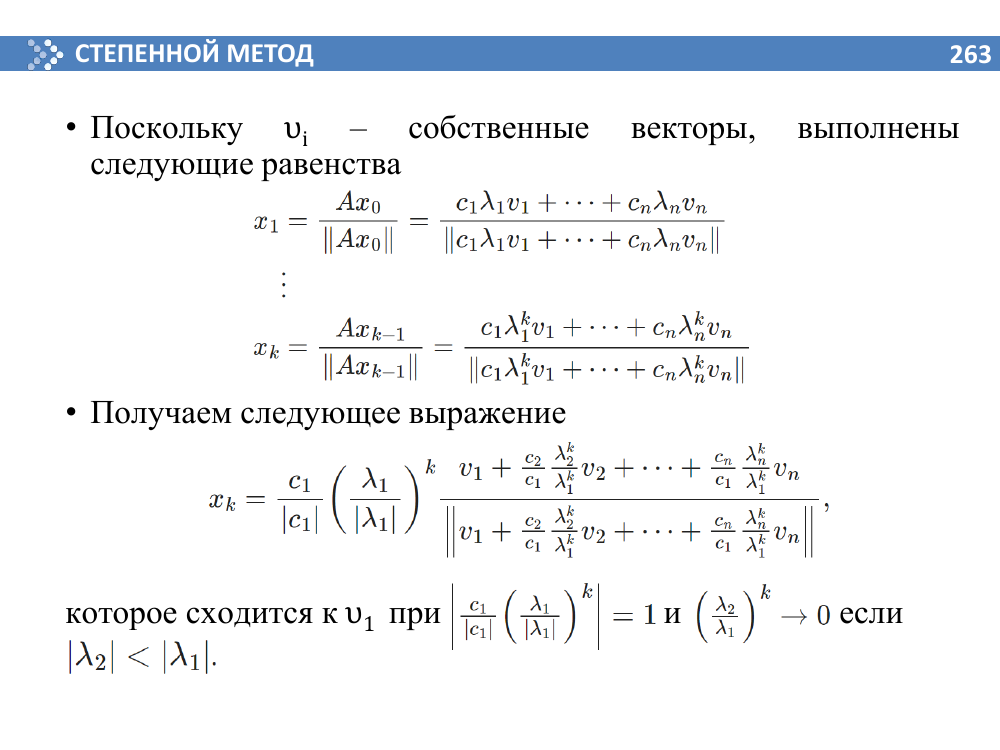 СТЕПЕННОЙ МЕТОД 263
• Поскольку υ_i – собственные векторы, выполнены
следующие равенства
x_1 = \frac{Ax_0}{\|Ax_0\|} = \frac{c_1\lambda_1 v_1 + \cdots + c_n\lambda_n v_n}{\|c_1\lambda_1 v_1 + \cdots + c_n\lambda_n v_n\|}
⋮
x_k = \frac{Ax_{k-1}}{\|Ax_{k-1}\|} = \frac{c_1\lambda_1^k v_1 + \cdots + c_n\lambda_n^k v_n}{\|c_1\lambda_1^k v_1 + \cdots + c_n\lambda_n^k v_n\|}
• Получаем следующее выражение
x_k = \frac{c_1}{|c_1|} \left( \frac{\lambda_1}{|\lambda_1|} \right)^k \frac{v_1 + \frac{c_2}{c_1} \frac{\lambda_2^k}{\lambda_1^k} v_2 + \cdots + \frac{c_n}{c_1} \frac{\lambda_n^k}{\lambda_1^k} v_n}{\left\| v_1 + \frac{c_2}{c_1} \frac{\lambda_2^k}{\lambda_1^k} v_2 + \cdots + \frac{c_n}{c_1} \frac{\lambda_n^k}{\lambda_1^k} v_n \right\|},
которое сходится к υ_1 при \left| \frac{c_1}{|c_1|} \left( \frac{\lambda_1}{|\lambda_1|} \right)^k \right| = 1 и \left( \frac{\lambda_2}{\lambda_1} \right)^k \to 0 если
|\lambda_2| < |\lambda_1|.